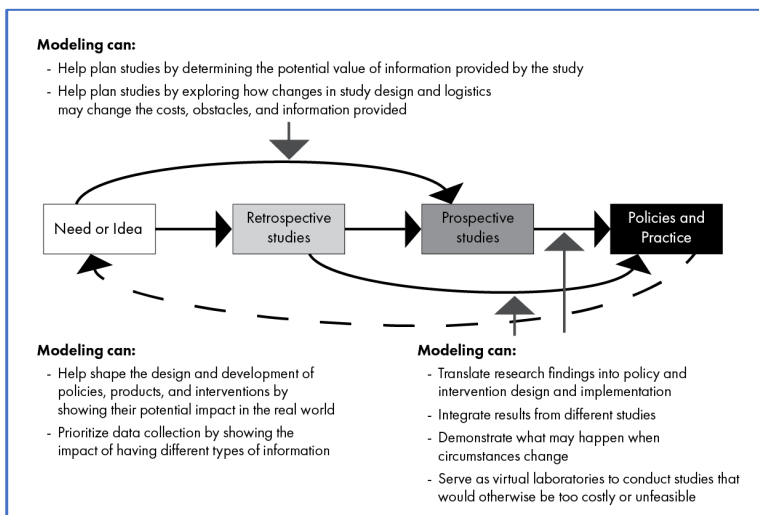 Modeling can:
- Help plan studies by determining the potential value of information provided by the study
- Help plan studies by exploring how changes in study design and logistics
may change the costs, obstacles, and information provided
Need or Idea
Retrospective
studies
Prospective
studies
Policies and
Practice
Modeling can:
- Help shape the design and development of
policies, products, and interventions by
showing their potential impact in the real world
- Prioritize data collection by showing the
impact of having different types of information
Modeling can:
- Translate research findings into policy and
intervention design and implementation
- Integrate results from different studies
- Demonstrate what may happen when
circumstances change
- Serve as virtual laboratories to conduct studies that
would otherwise be too costly or unfeasible